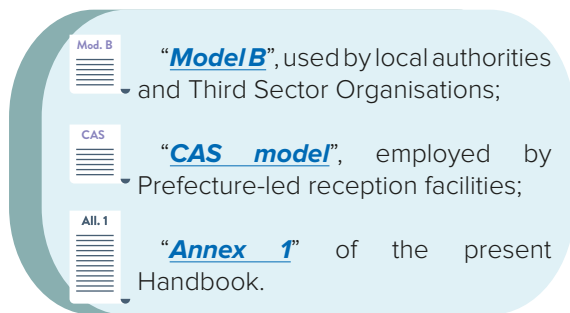 Mod. B
“Model B”, used by local authorities
and Third Sector Organisations;
CAS
“CAS model”, employed by
Prefecture-led reception facilities;
All. 1
“Annex 1” of the present
Handbook.